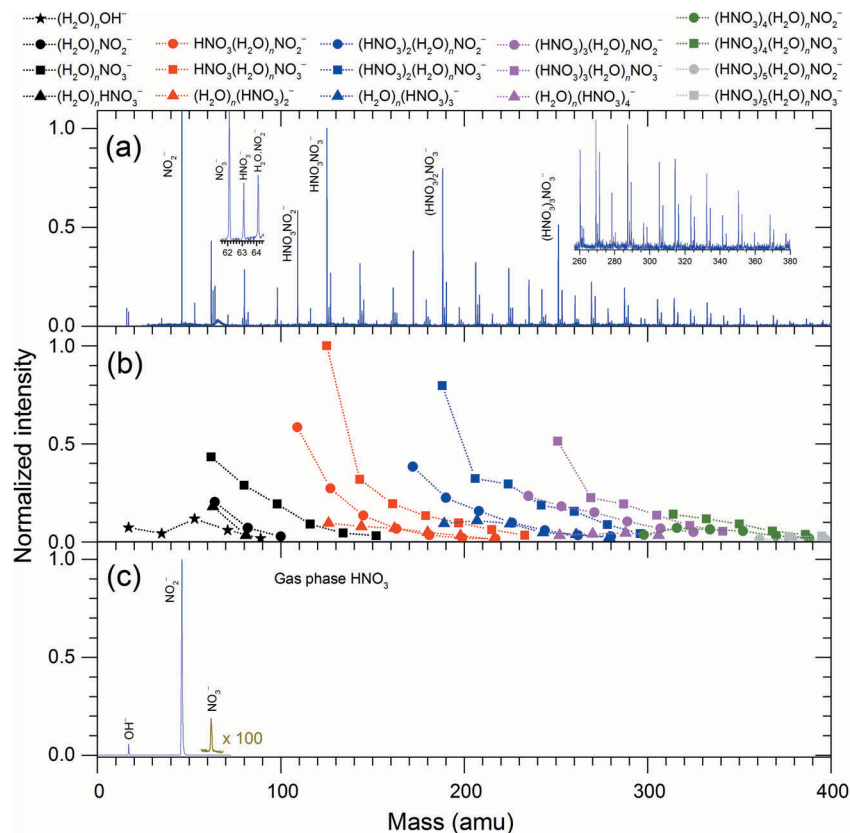 (H₂O)ₙOH⁻ (HNO₃)₄(H₂O)ₙNO₂⁻
(H₂O)ₙNO₂⁻ HNO₃(H₂O)ₙNO₂⁻ (HNO₃)₂(H₂O)ₙNO₂⁻ (HNO₃)₃(H₂O)ₙNO₂⁻ (HNO₃)₄(H₂O)ₙNO₃⁻
(H₂O)ₙNO₃⁻ HNO₃(H₂O)ₙNO₃⁻ (HNO₃)₂(H₂O)ₙNO₃⁻ (HNO₃)₃(H₂O)ₙNO₃⁻ (HNO₃)₅(H₂O)ₙNO₂⁻
(H₂O)ₙHNO₃⁻ (H₂O)ₙ(HNO₃)₂⁻ (H₂O)ₙ(HNO₃)₃⁻ (H₂O)ₙ(HNO₃)₄⁻ (HNO₃)₅(H₂O)ₙNO₃⁻
1.0
(a)
NO₂⁻
NO₃⁻
HNO₃⁻
H₂O.NO₂⁻
62 63 64
HNO₃NO₂⁻
HNO₃NO₃⁻
(HNO₃)₂NO₃⁻
(HNO₃)₃NO₃⁻
260 280 300 320 340 360 380
0.5
0.0
Normalized intensity
1.0
(b)
0.5
0.0
1.0
(c)
Gas phase HNO₃
NO₂⁻
OH⁻
NO₃⁻
x 100
0.5
0.0
0 100 200 300 400
Mass (amu)